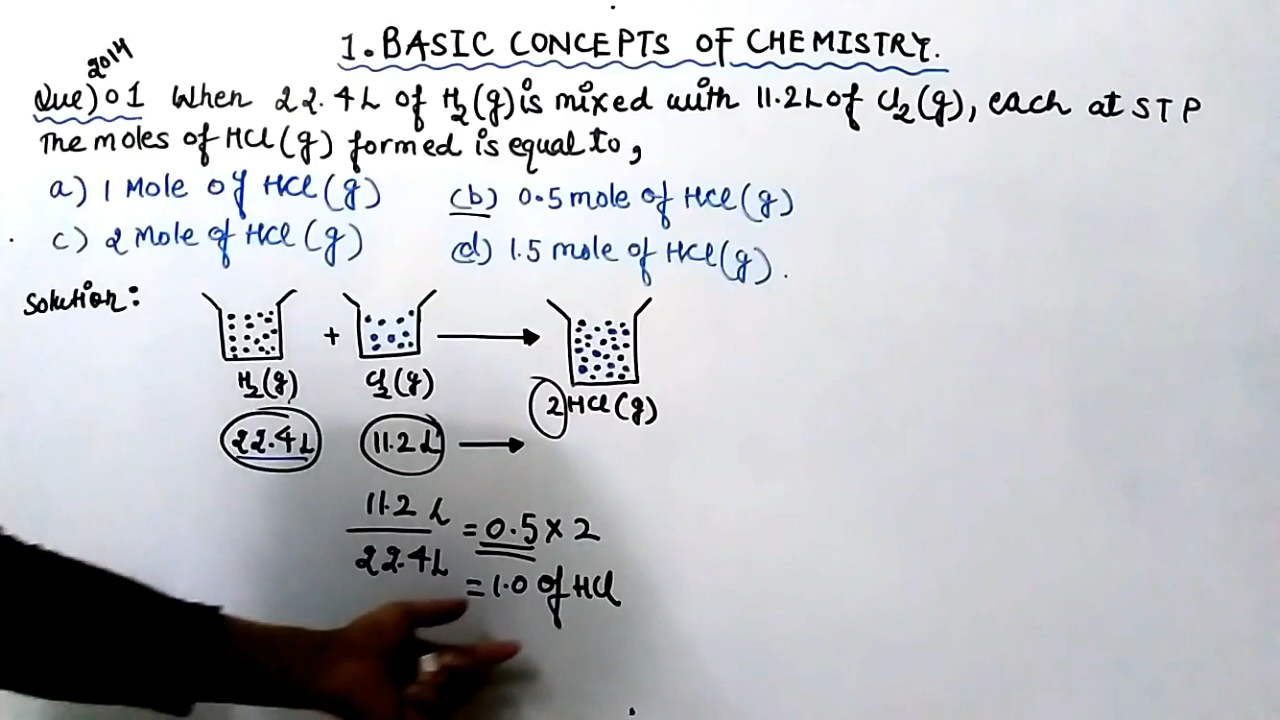 1. BASIC CONCEPTS OF CHEMISTRY.
2014
Que) 01 When 22.4L of H2(g) is mixed with 11.2L of Cl2(g), each at STP
The moles of HCl(g) formed is equal to,
a) 1 Mole of HCl(g) (b) 0.5 mole of HCl(g)
c) 2 Mole of HCl(g) (d) 1.5 mole of HCl(g).
Solution:
+
H2(g) Cl2(g) 2HCl(g)
22.4L 11.2L
11.2L
22.4L
= 0.5 × 2
= 1.0 of HCl